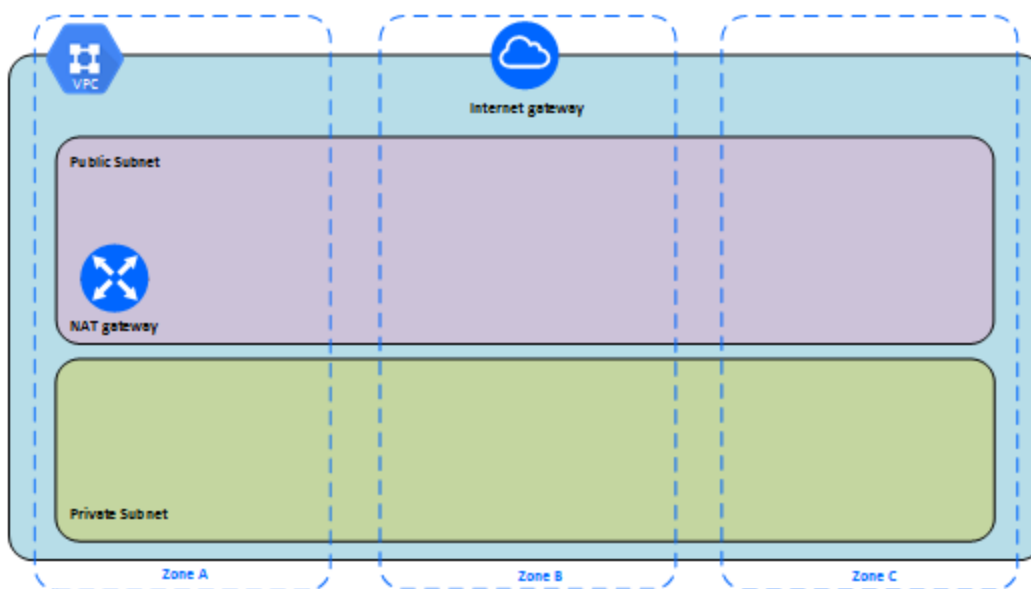 VPC
Internet gateway
Public Subnet
NAT gateway
Private Subnet
Zone A
Zone B
Zone C